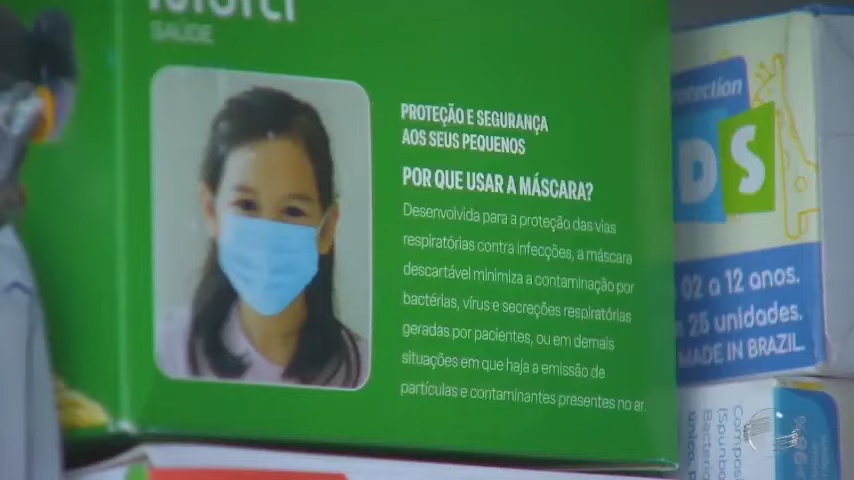 SAÚDE
PROTEÇÃO E SEGURANÇA
AOS SEUS PEQUENOS
POR QUE USAR A MÁSCARA?
Desenvolvida para a proteção das vias
respiratórias contra infecções, a máscara
descartável minimiza a contaminação por
bactérias, vírus e secreções respiratórias
geradas por pacientes, ou em demais
situações em que haja a emissão de
partículas e contaminantes presentes no ar.
DS
02 a 12 anos.
25 unidades.
MADE IN BRAZIL.